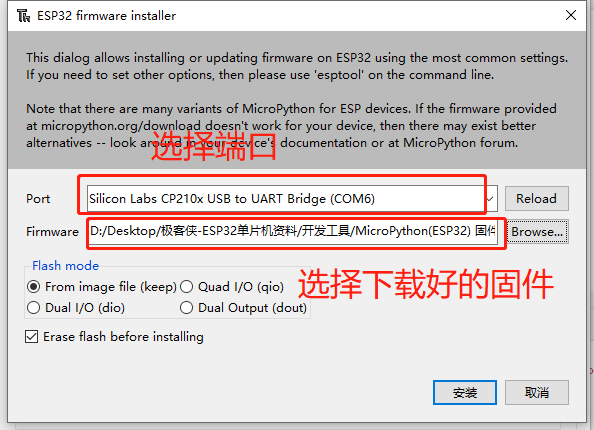 ESP32 firmware installer
This dialog allows installing or updating firmware on ESP32 using the most common settings.
If you need to set other options, then please use 'esptool' on the command line.
Note that there are many variants of MicroPython for ESP devices. If the firmware provided
at micropython.org/download doesn't work for your device, then there may exist better
alternatives -- look around in your device's documentation or at MicroPython forum.
选择端口
Port
Silicon Labs CP210x USB to UART Bridge (COM6)
Reload
Firmware
D:/Desktop/极客侠-ESP32单片机资料/开发工具/MicroPython(ESP32) 固件
Browse...
Flash mode
From image file (keep)
Quad I/O (qio)
选择下载好的固件
Dual I/O (dio)
Dual Output (dout)
Erase flash before installing
安装
取消